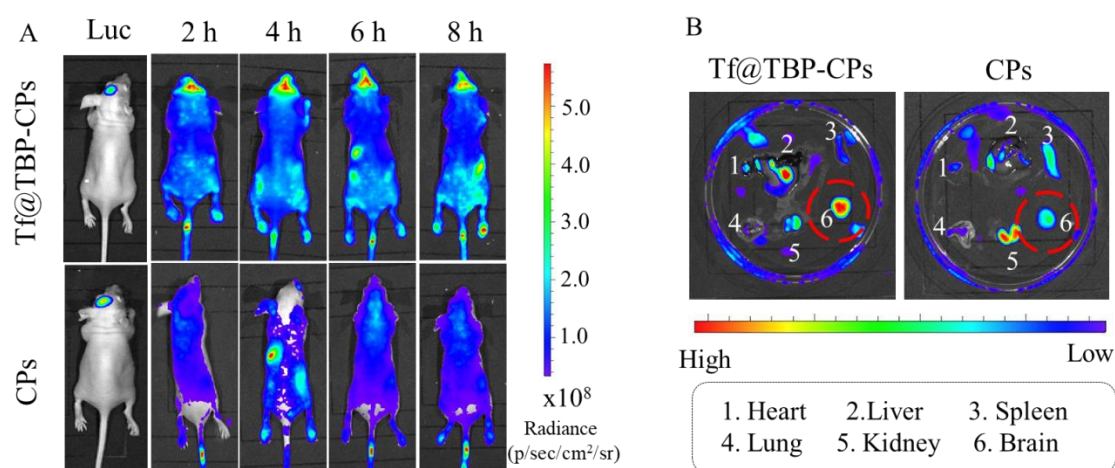 A
Luc 2 h 4 h 6 h 8 h
Tf@TBP-CPs
CPs
5.0
4.0
3.0
2.0
1.0
x10⁸
Radiance
(p/sec/cm²/sr)
B
Tf@TBP-CPs CPs
1 2 3 4 5 6
1 2 3 4 5 6
High Low
1. Heart 2.Liver 3. Spleen
4. Lung 5. Kidney 6. Brain